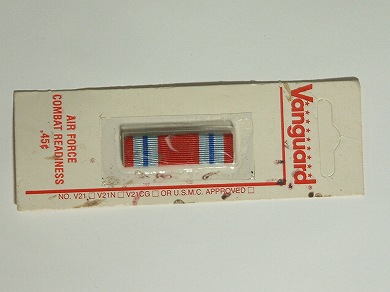 Vanguard
AIR FORCE
COMBAT READINESS
.45¢
NO. V21 ☐ V21N ☐ V21CG ☐ OR U.S.M.C. APPROVED ☐